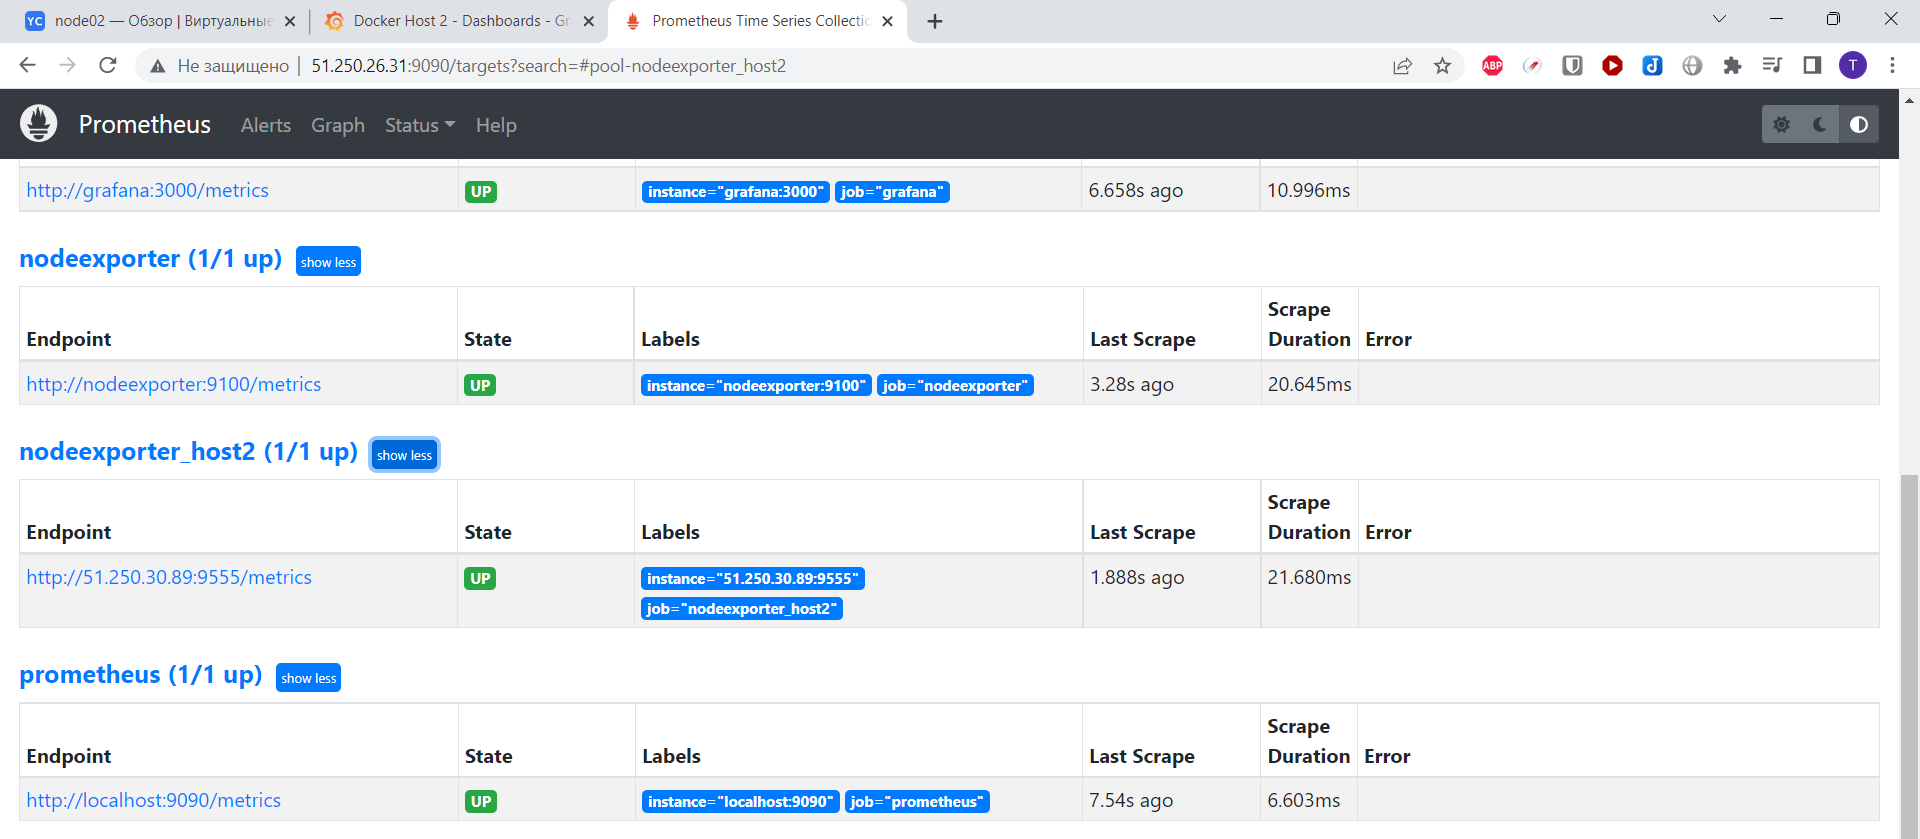 YC node02 — Обзор | Виртуальные
Docker Host 2 - Dashboards - Gr
Prometheus Time Series Collectic
Не защищено | 51.250.26.31:9090/targets?search=#pool-nodeexporter_host2
ABP
T
Prometheus Alerts Graph Status Help
http://grafana:3000/metrics UP instance="grafana:3000" job="grafana" 6.658s ago 10.996ms
nodeexporter (1/1 up) show less
Endpoint State Labels Last Scrape Scrape Duration Error
http://nodeexporter:9100/metrics UP instance="nodeexporter:9100" job="nodeexporter" 3.28s ago 20.645ms
nodeexporter_host2 (1/1 up) show less
Endpoint State Labels Last Scrape Scrape Duration Error
http://51.250.30.89:9555/metrics UP instance="51.250.30.89:9555" 1.888s ago 21.680ms
job="nodeexporter_host2"
prometheus (1/1 up) show less
Endpoint State Labels Last Scrape Scrape Duration Error
http://localhost:9090/metrics UP instance="localhost:9090" job="prometheus" 7.54s ago 6.603ms